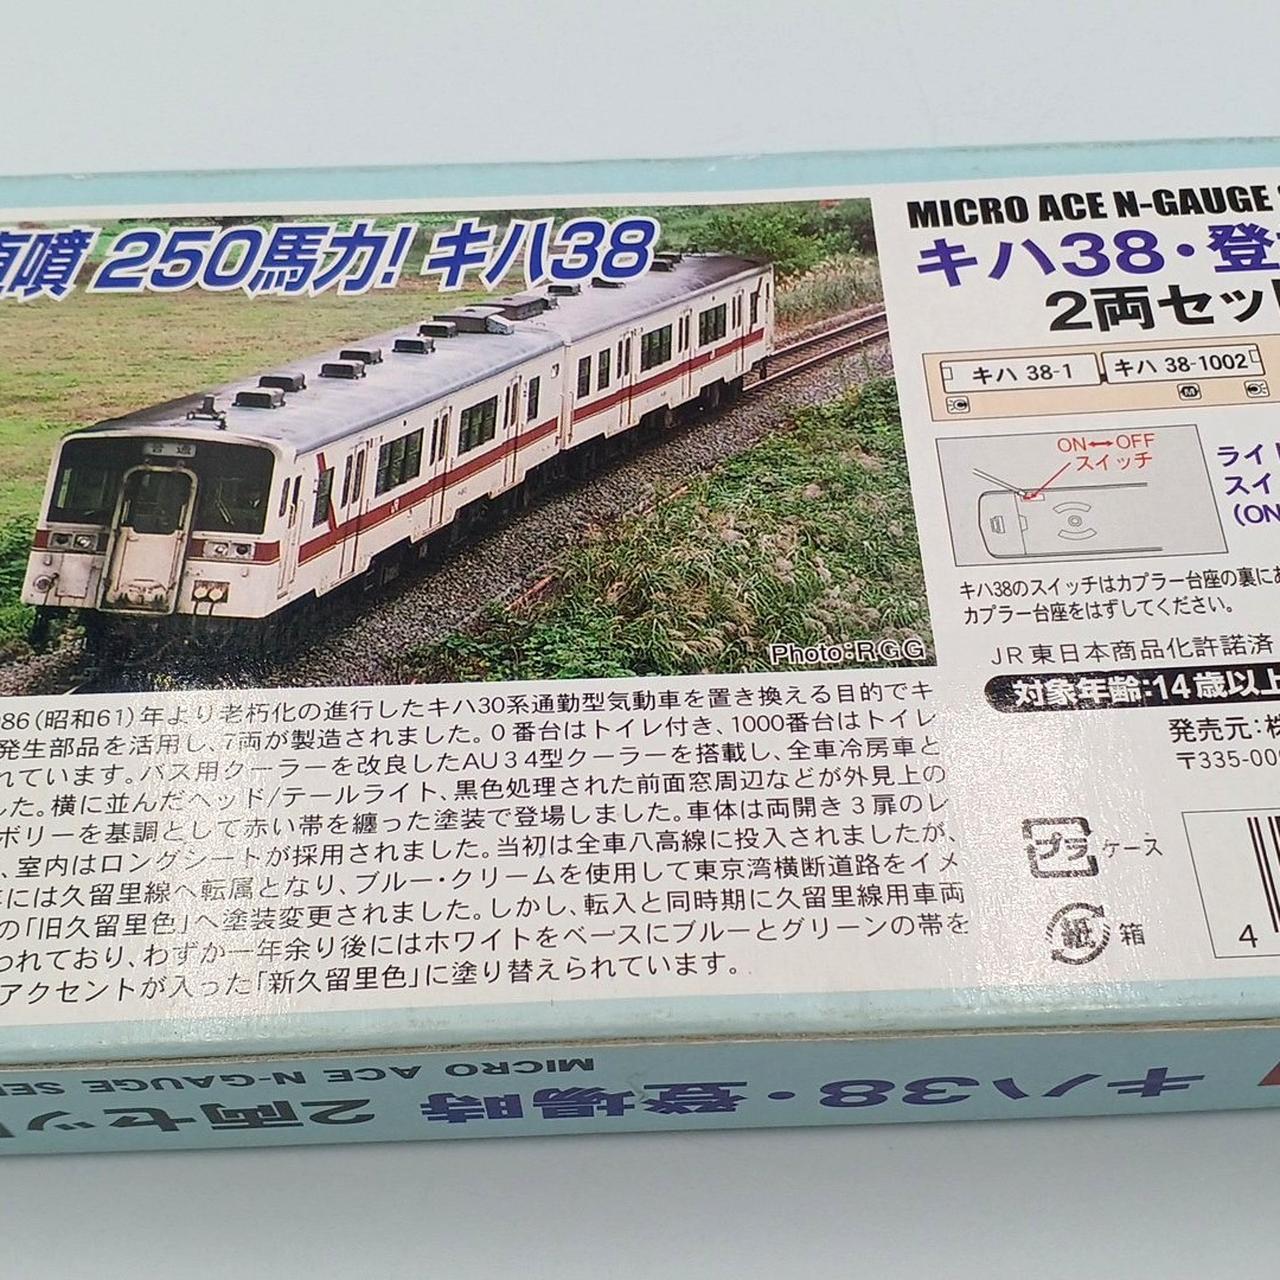 直噴 250馬力! キハ38
Photo:RGG
86(昭和61)年より老朽化の進行したキハ30系通勤型気動車を置き換える目的でキ
発生部品を活用し、7両が製造されました。0番台はトイレ付き、1000番台はトイレ
れています。バス用クーラーを改良したAU34型クーラーを搭載し、全車冷房車と
した。横に並んだヘッド/テールライト、黒色処理された前面窓周辺などが外見上の
ボリーを基調として赤い帯を纏った塗装で登場しました。車体は両開き3扉のレ
、室内はロングシートが採用されました。当初は全車八高線に投入されましたが、
には久留里線へ転属となり、ブルー・クリームを使用して東京湾横断道路をイメ
の「旧久留里色」へ塗装変更されました。しかし、転入と同時期に久留里線用車両
われており、わずか一年余り後にはホワイトをベースにブルーとグリーンの帯を
アクセントが入った「新久留里色」に塗り替えられています。
MICRO ACE N-GAUGE
キハ38・登
2両セット
キハ 38-1
キハ 38-1002
M
ON↔OFF
スイッチ
ライト
スイ
(ON
キハ38のスイッチはカプラー台座の裏にあ
カプラー台座をはずしてください。
JR東日本商品化許諾済
対象年齢:14歳以上
発売元:株
〒335-00
プラ ケース
紙 箱
4
MICRO ACE N-GAUGE SE
キハ38・登場時 2両セット